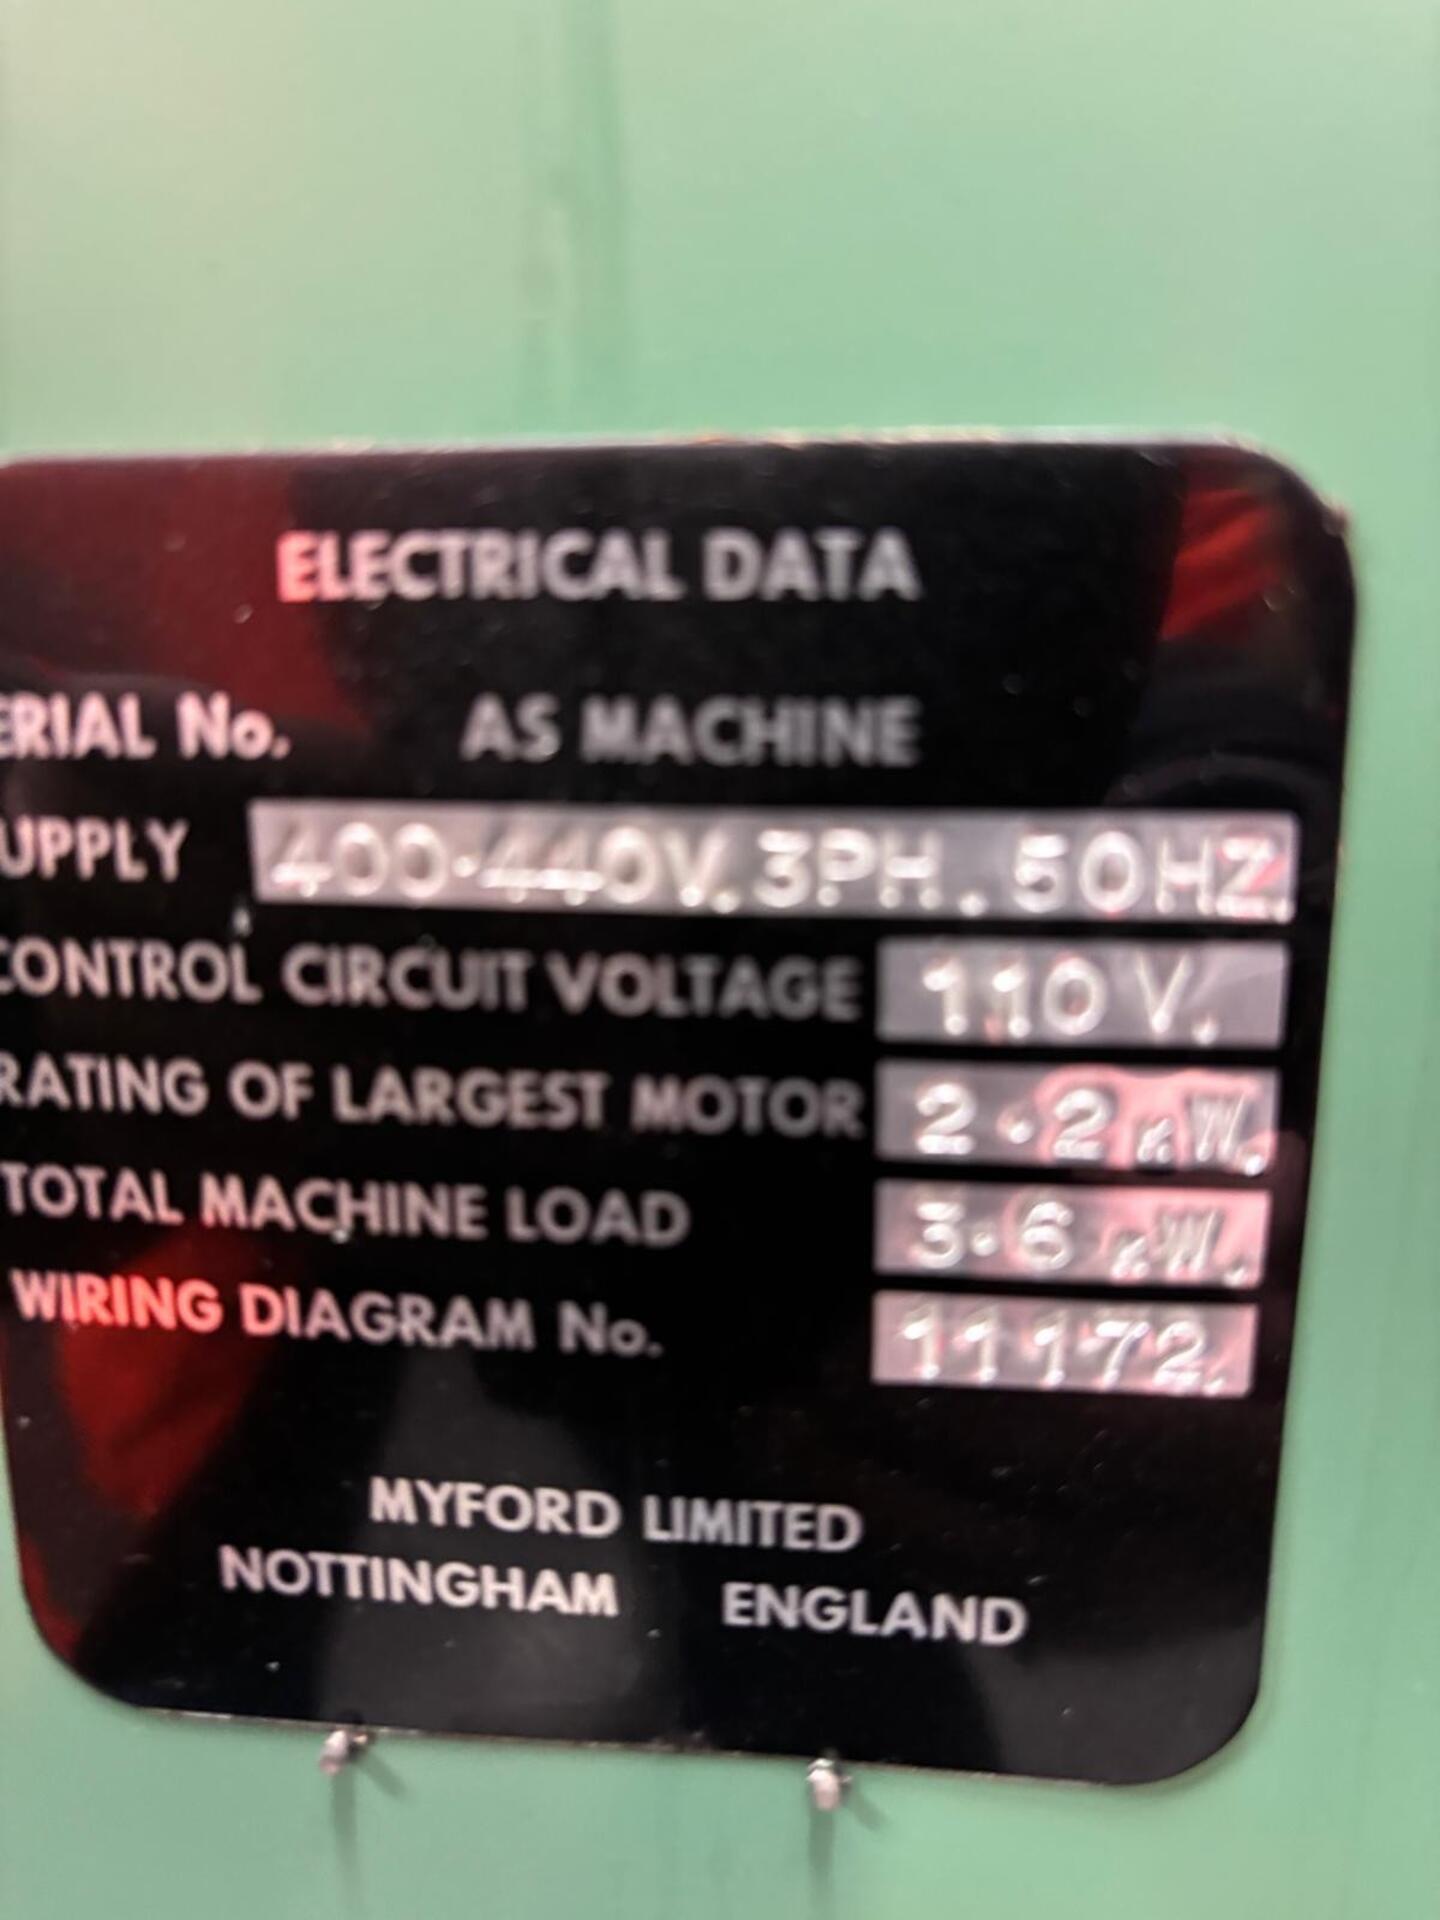 ELECTRICAL DATA
ERIAL No. AS MACHINE
UPPLY 400-440V.3PH.50HZ.
CONTROL CIRCUIT VOLTAGE 110V.
RATING OF LARGEST MOTOR 2·2 KW.
TOTAL MACHINE LOAD 3·6 KW.
WIRING DIAGRAM No. 11172.
MYFORD LIMITED
NOTTINGHAM ENGLAND